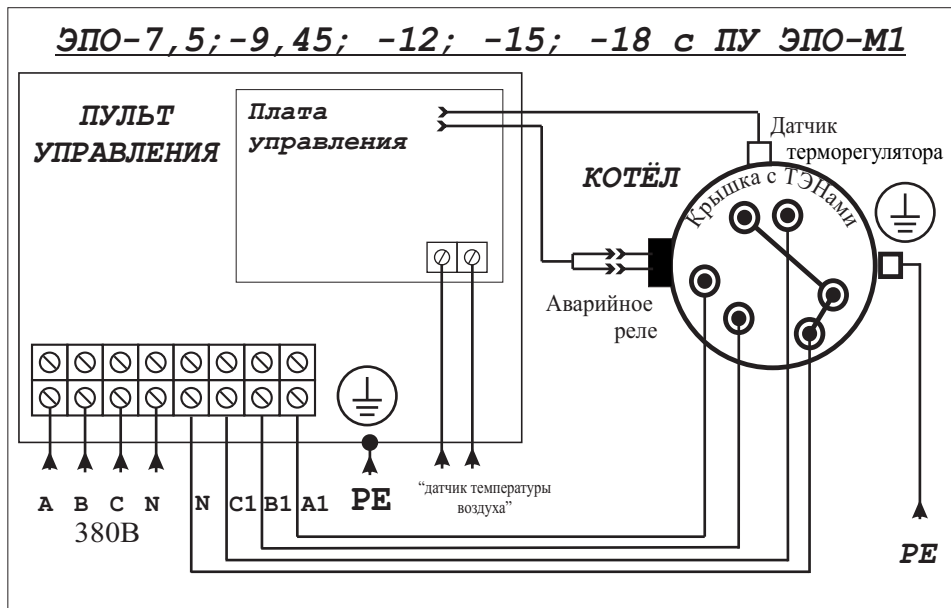 ЭПО-7,5;-9,45; -12; -15; -18 с ПУ ЭПО-М1
ПУЛЬТ
УПРАВЛЕНИЯ
Плата
управления
Датчик
терморегулятора
КОТЁЛ
Крышка с ТЭНами
Аварийное
реле
A B C N N C1 B1 A1 PE
380В
“датчик температуры
воздуха”
PE